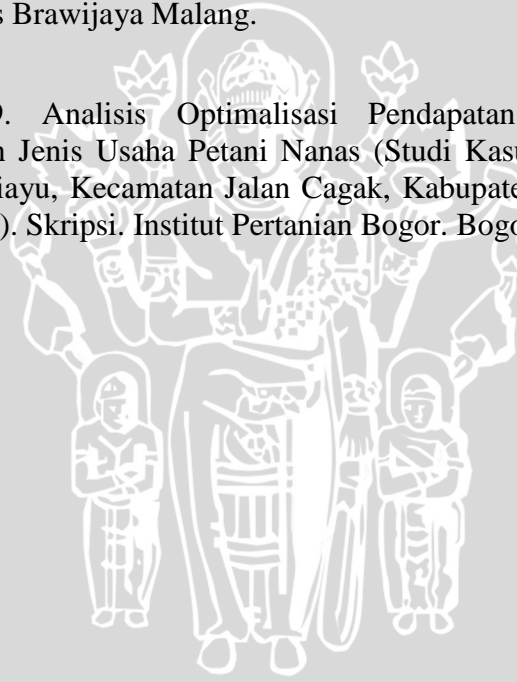 s Brawijaya Malang.
9. Analisis Optimalisasi Pendapatan
n Jenis Usaha Petani Nanas (Studi Kasu
iayu, Kecamatan Jalan Cagak, Kabupate
). Skripsi. Institut Pertanian Bogor. Bogo